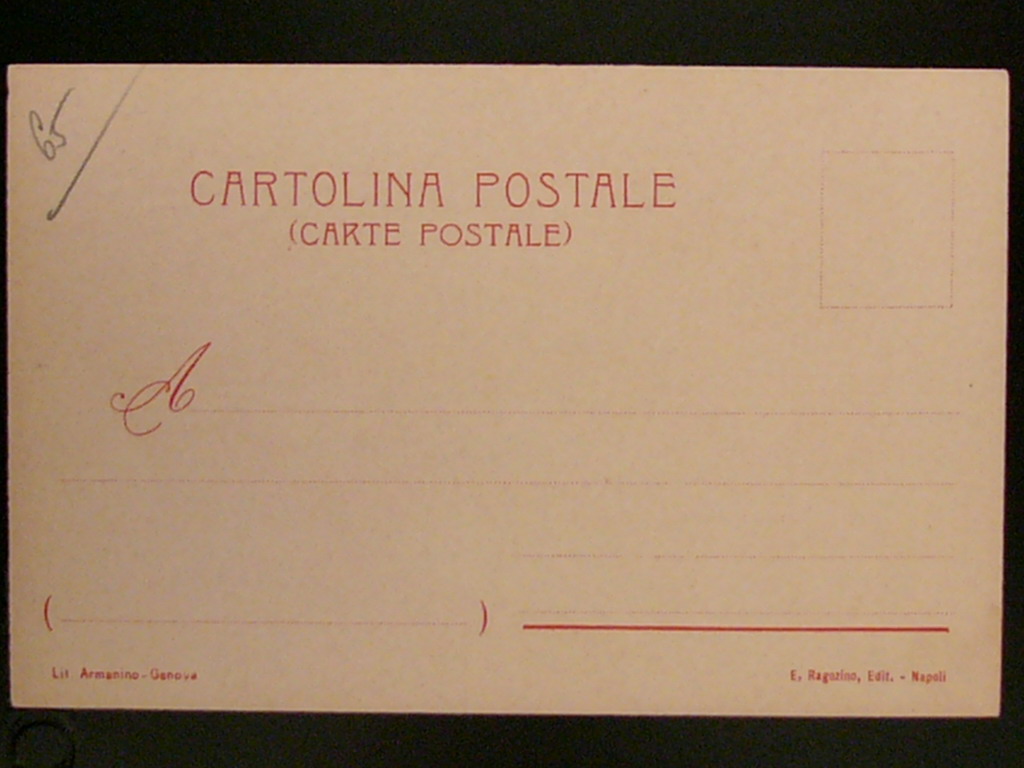 65
CARTOLINA POSTALE
(CARTE POSTALE)
A
( )
Lit Armanino - Genova
E, Ragozino, Edit. - Napoli